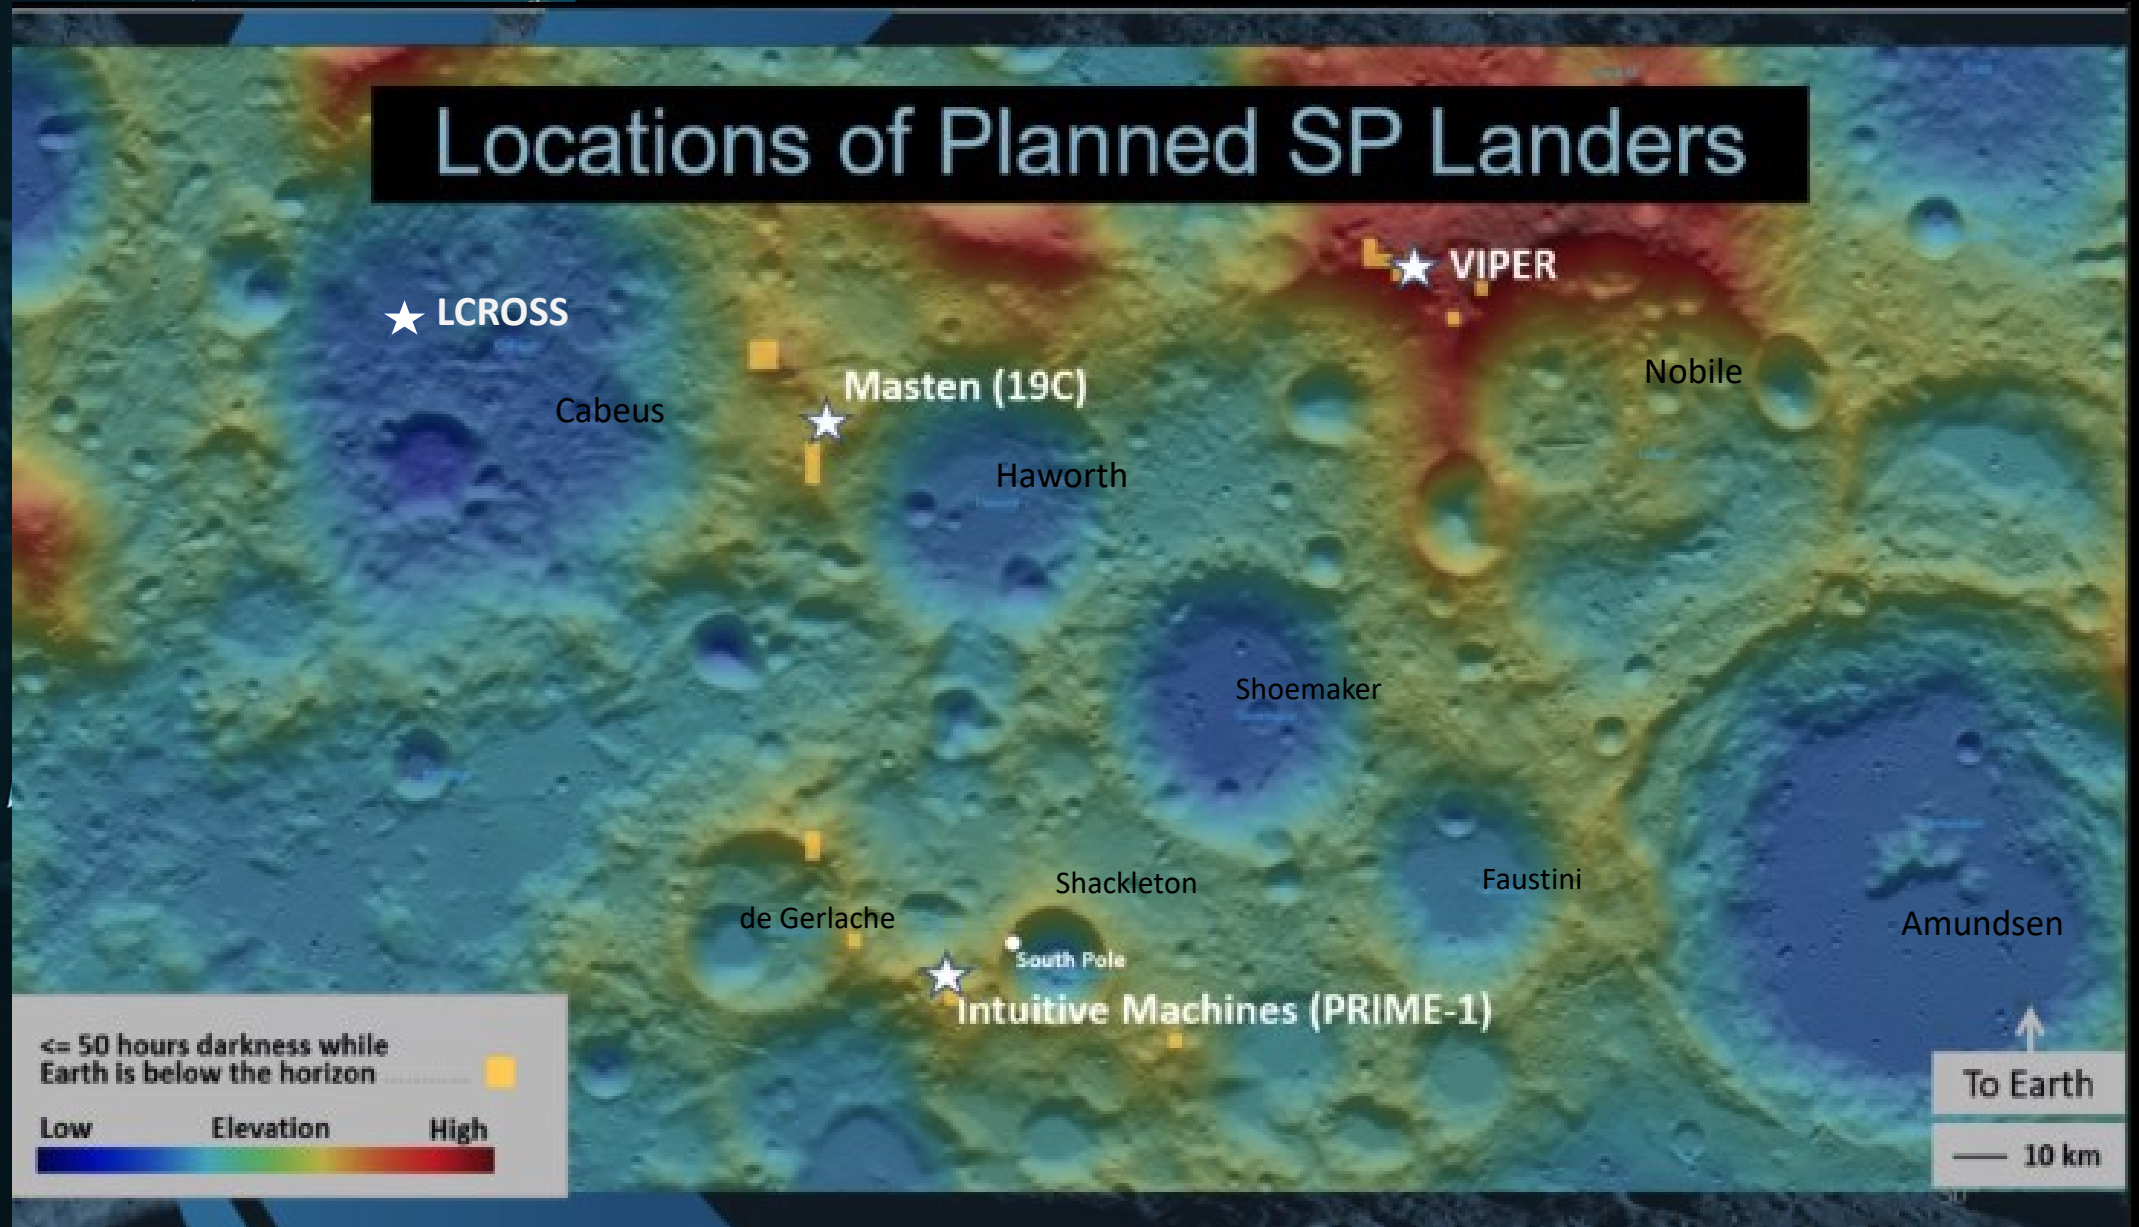 Locations of Planned SP Landers
VIPER
LCROSS
Nobile
Masten (19C)
Cabeus
Haworth
Shoemaker
Shackleton
Faustini
de Gerlache
Amundsen
South Pole
Intuitive Machines (PRIME-1)
<= 50 hours darkness while
Earth is below the horizon
Low Elevation High
To Earth
10 km